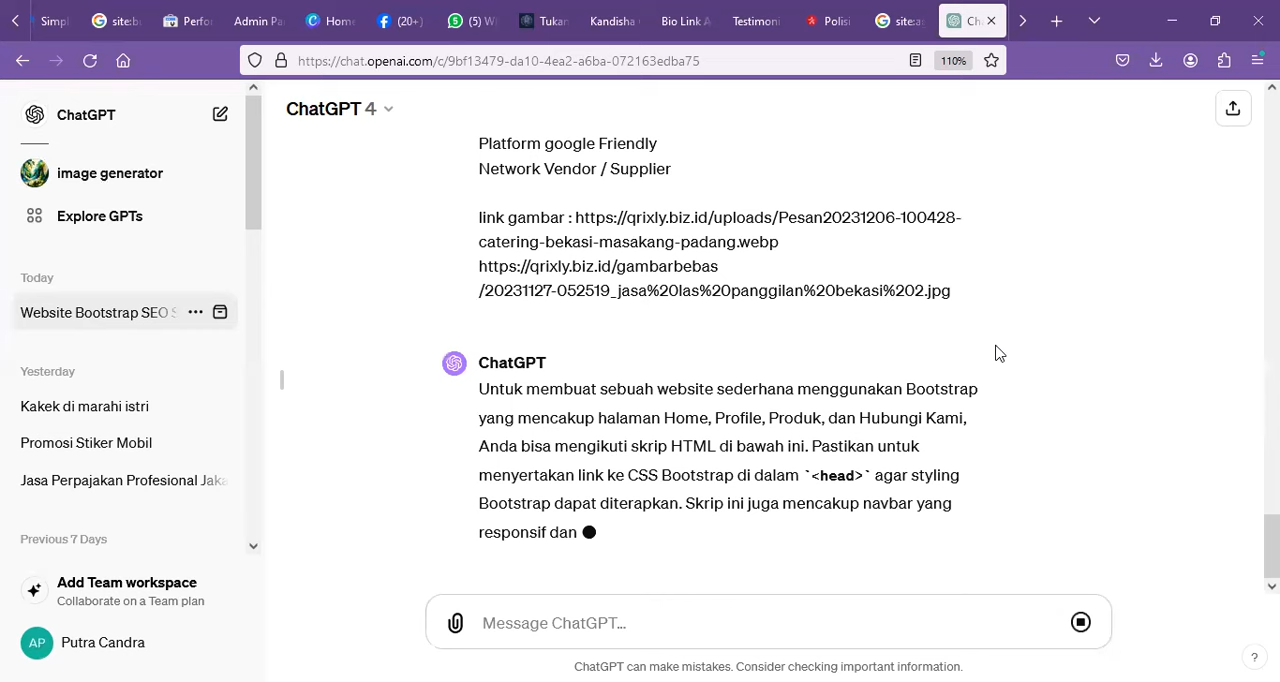 Simpl
site:bu
Perfo
Admin Pa
Home
(20+)
(5) W
Tukan
Kandisha
Bio Link A
Testimoni
Polisi
site:a
Ch
https://chat.openai.com/c/9bf13479-da10-4ea2-a6ba-072163edba75
110%
ChatGPT
image generator
Explore GPTs
Today
Website Bootstrap SEO S
Yesterday
Kakek di marahi istri
Promosi Stiker Mobil
Jasa Perpajakan Profesional Jaka
Previous 7 Days
Add Team workspace
Collaborate on a Team plan
AP
Putra Candra
ChatGPT 4
Platform google Friendly
Network Vendor / Supplier
link gambar : https://qrixly.biz.id/uploads/Pesan20231206-100428-
catering-bekasi-masakang-padang.webp
https://qrixly.biz.id/gambarbebas
/20231127-052519_jasa%20las%20panggilan%20bekasi%202.jpg
ChatGPT
Untuk membuat sebuah website sederhana menggunakan Bootstrap
yang mencakup halaman Home, Profile, Produk, dan Hubungi Kami,
Anda bisa mengikuti skrip HTML di bawah ini. Pastikan untuk
menyertakan link ke CSS Bootstrap di dalam `<head>` agar styling
Bootstrap dapat diterapkan. Skrip ini juga mencakup navbar yang
responsif dan
Message ChatGPT...
ChatGPT can make mistakes. Consider checking important information.
?